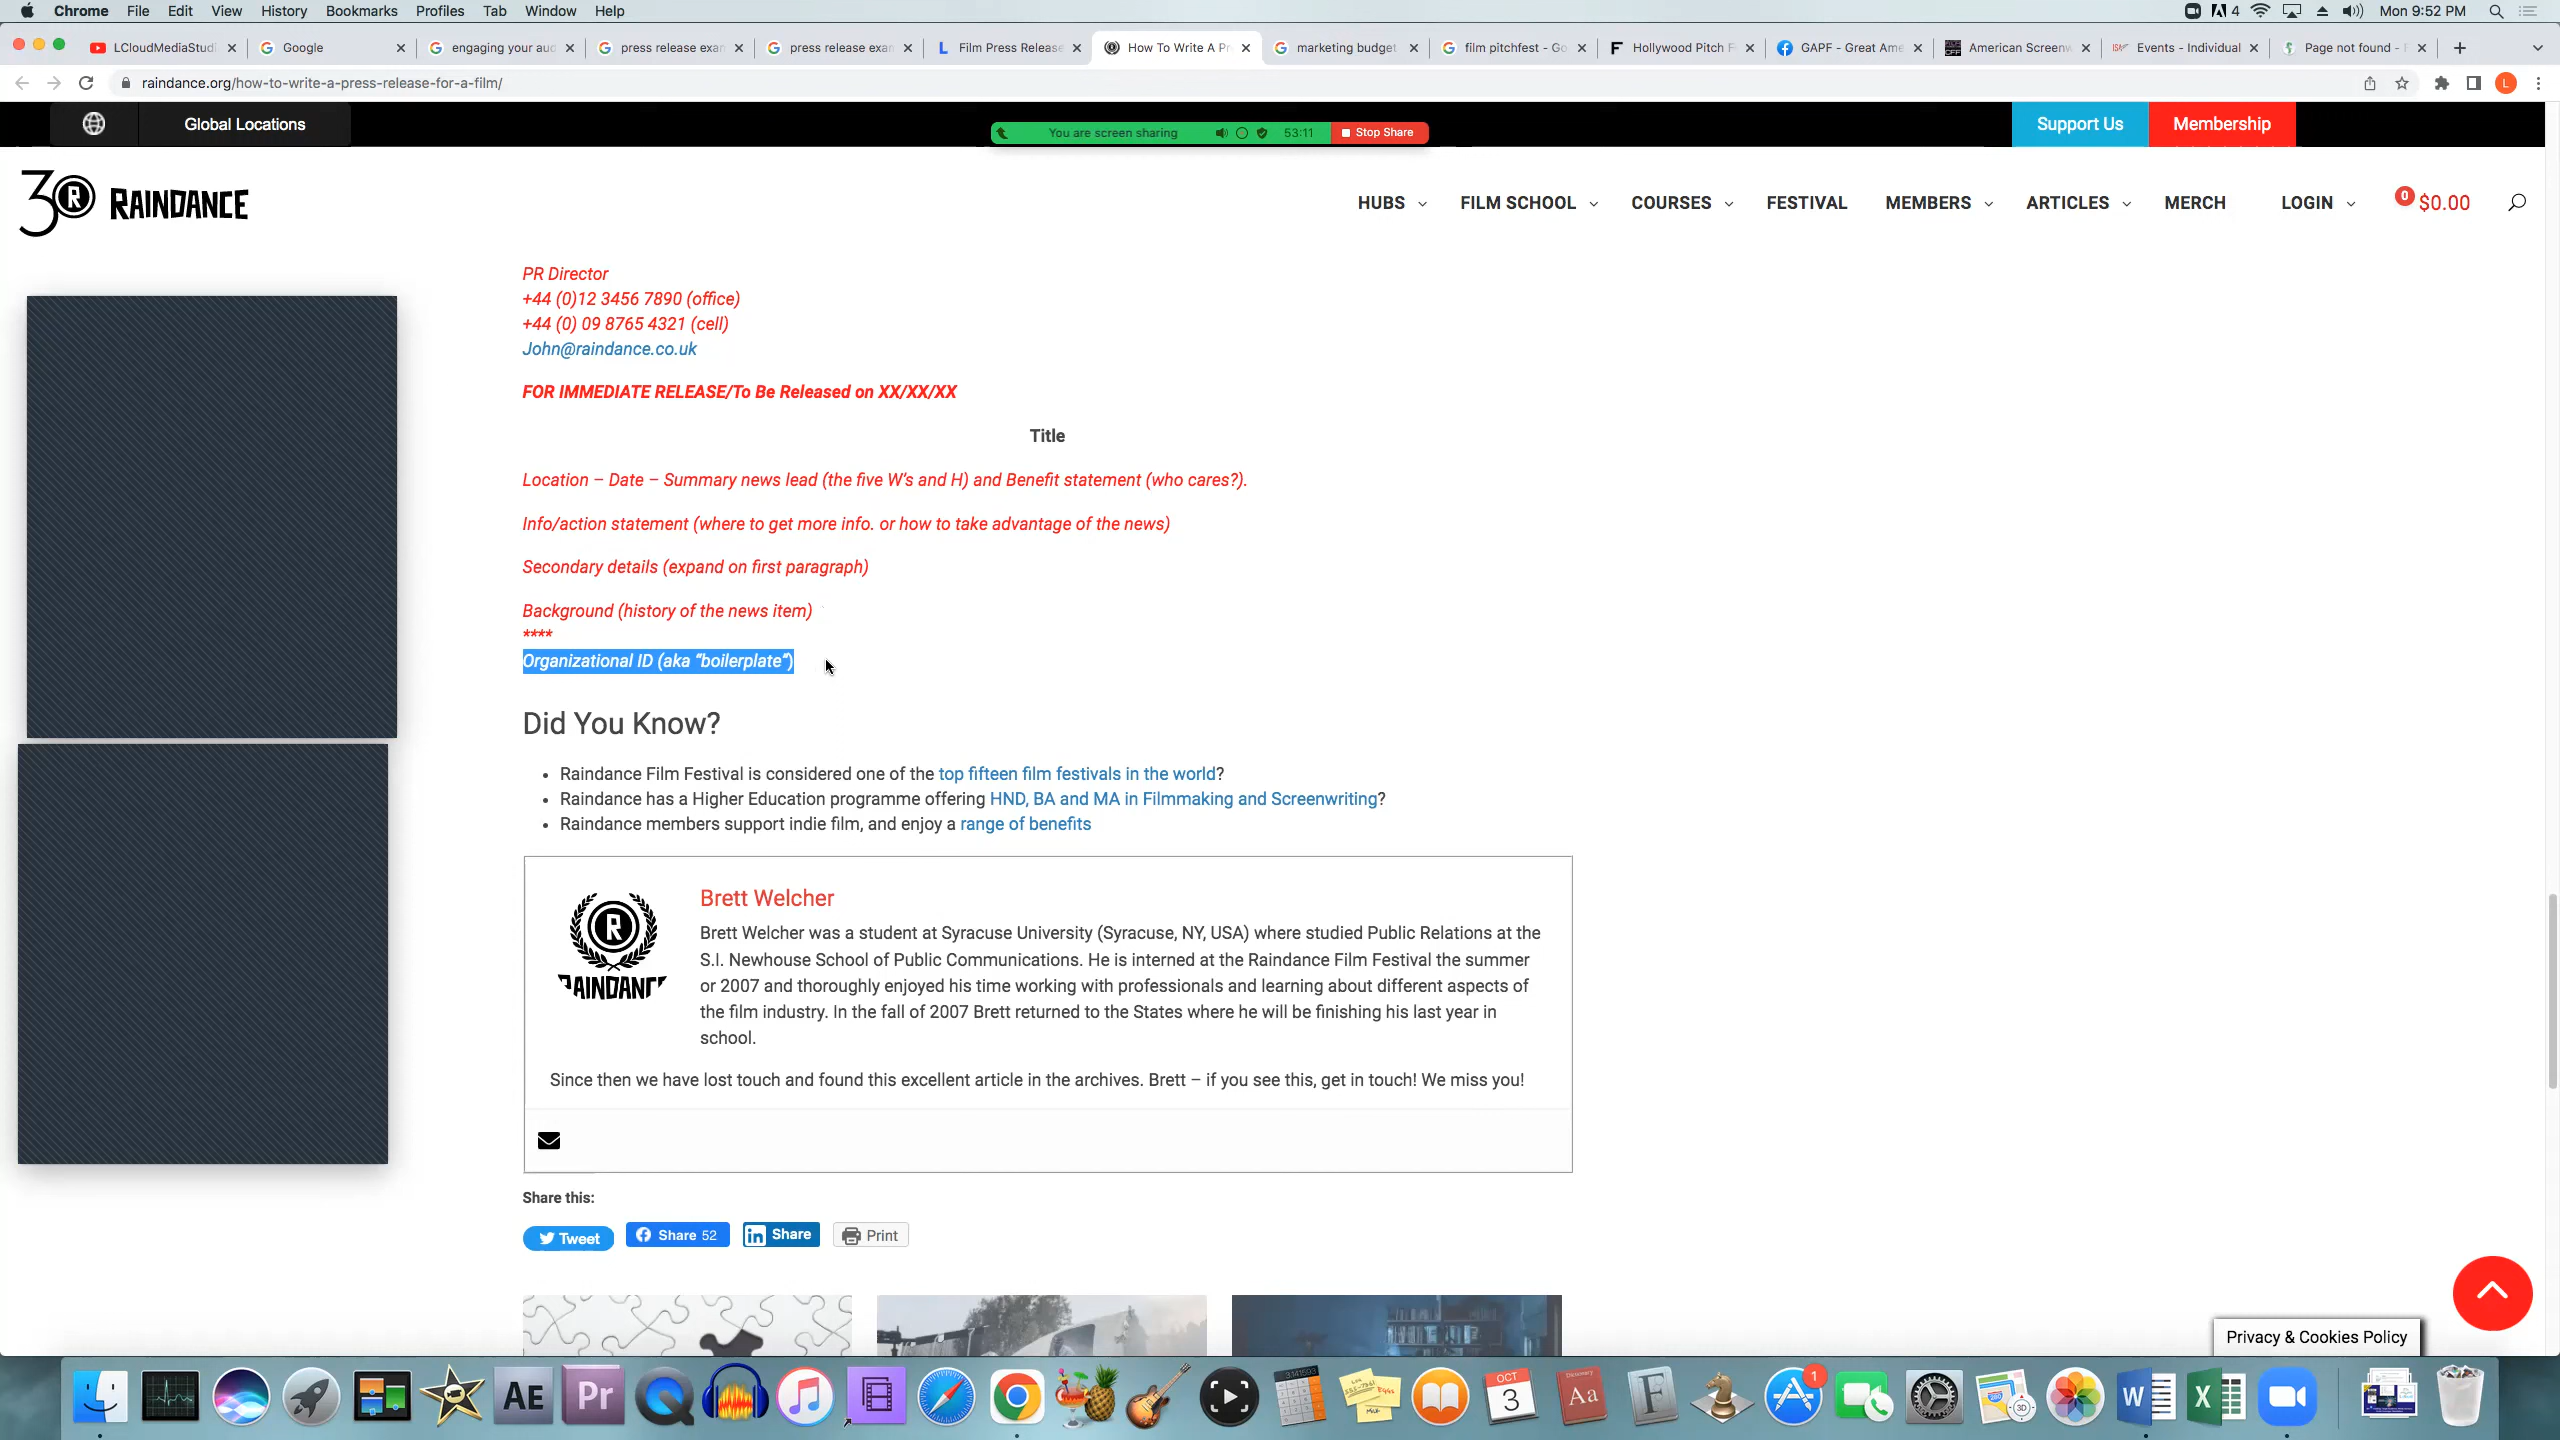 Chrome File Edit View History Bookmarks Profiles Tab Window Help
4 Mon 9:52 PM
LCloudMediaStudi Google engaging your aud press release exam press release exam Film Press Release How To Write A Pr marketing budget film pitchfest - Go Hollywood Pitch F GAPF - Great Ame American Screenw Events - Individual Page not found -
raindance.org/how-to-write-a-press-release-for-a-film/
Global Locations
You are screen sharing 53:11 Stop Share
Support Us Membership
30 RAINDANCE
HUBS FILM SCHOOL COURSES FESTIVAL MEMBERS ARTICLES MERCH LOGIN 0 $0.00
PR Director
+44 (0)12 3456 7890 (office)
+44 (0) 09 8765 4321 (cell)
John@raindance.co.uk
FOR IMMEDIATE RELEASE/To Be Released on XX/XX/XX
Title
Location – Date – Summary news lead (the five W's and H) and Benefit statement (who cares?).
Info/action statement (where to get more info. or how to take advantage of the news)
Secondary details (expand on first paragraph)
Background (history of the news item)
****
Organizational ID (aka “boilerplate“)
Did You Know?
• Raindance Film Festival is considered one of the top fifteen film festivals in the world?
• Raindance has a Higher Education programme offering HND, BA and MA in Filmmaking and Screenwriting?
• Raindance members support indie film, and enjoy a range of benefits
R
RAINDANCE
Brett Welcher
Brett Welcher was a student at Syracuse University (Syracuse, NY, USA) where studied Public Relations at the
S.I. Newhouse School of Public Communications. He is interned at the Raindance Film Festival the summer
or 2007 and thoroughly enjoyed his time working with professionals and learning about different aspects of
the film industry. In the fall of 2007 Brett returned to the States where he will be finishing his last year in
school.
Since then we have lost touch and found this excellent article in the archives. Brett – if you see this, get in touch! We miss you!
Share this:
Tweet Share 52 Share Print
Privacy & Cookies Policy
AE Pr OCT 3 Aa F 1 3D W X